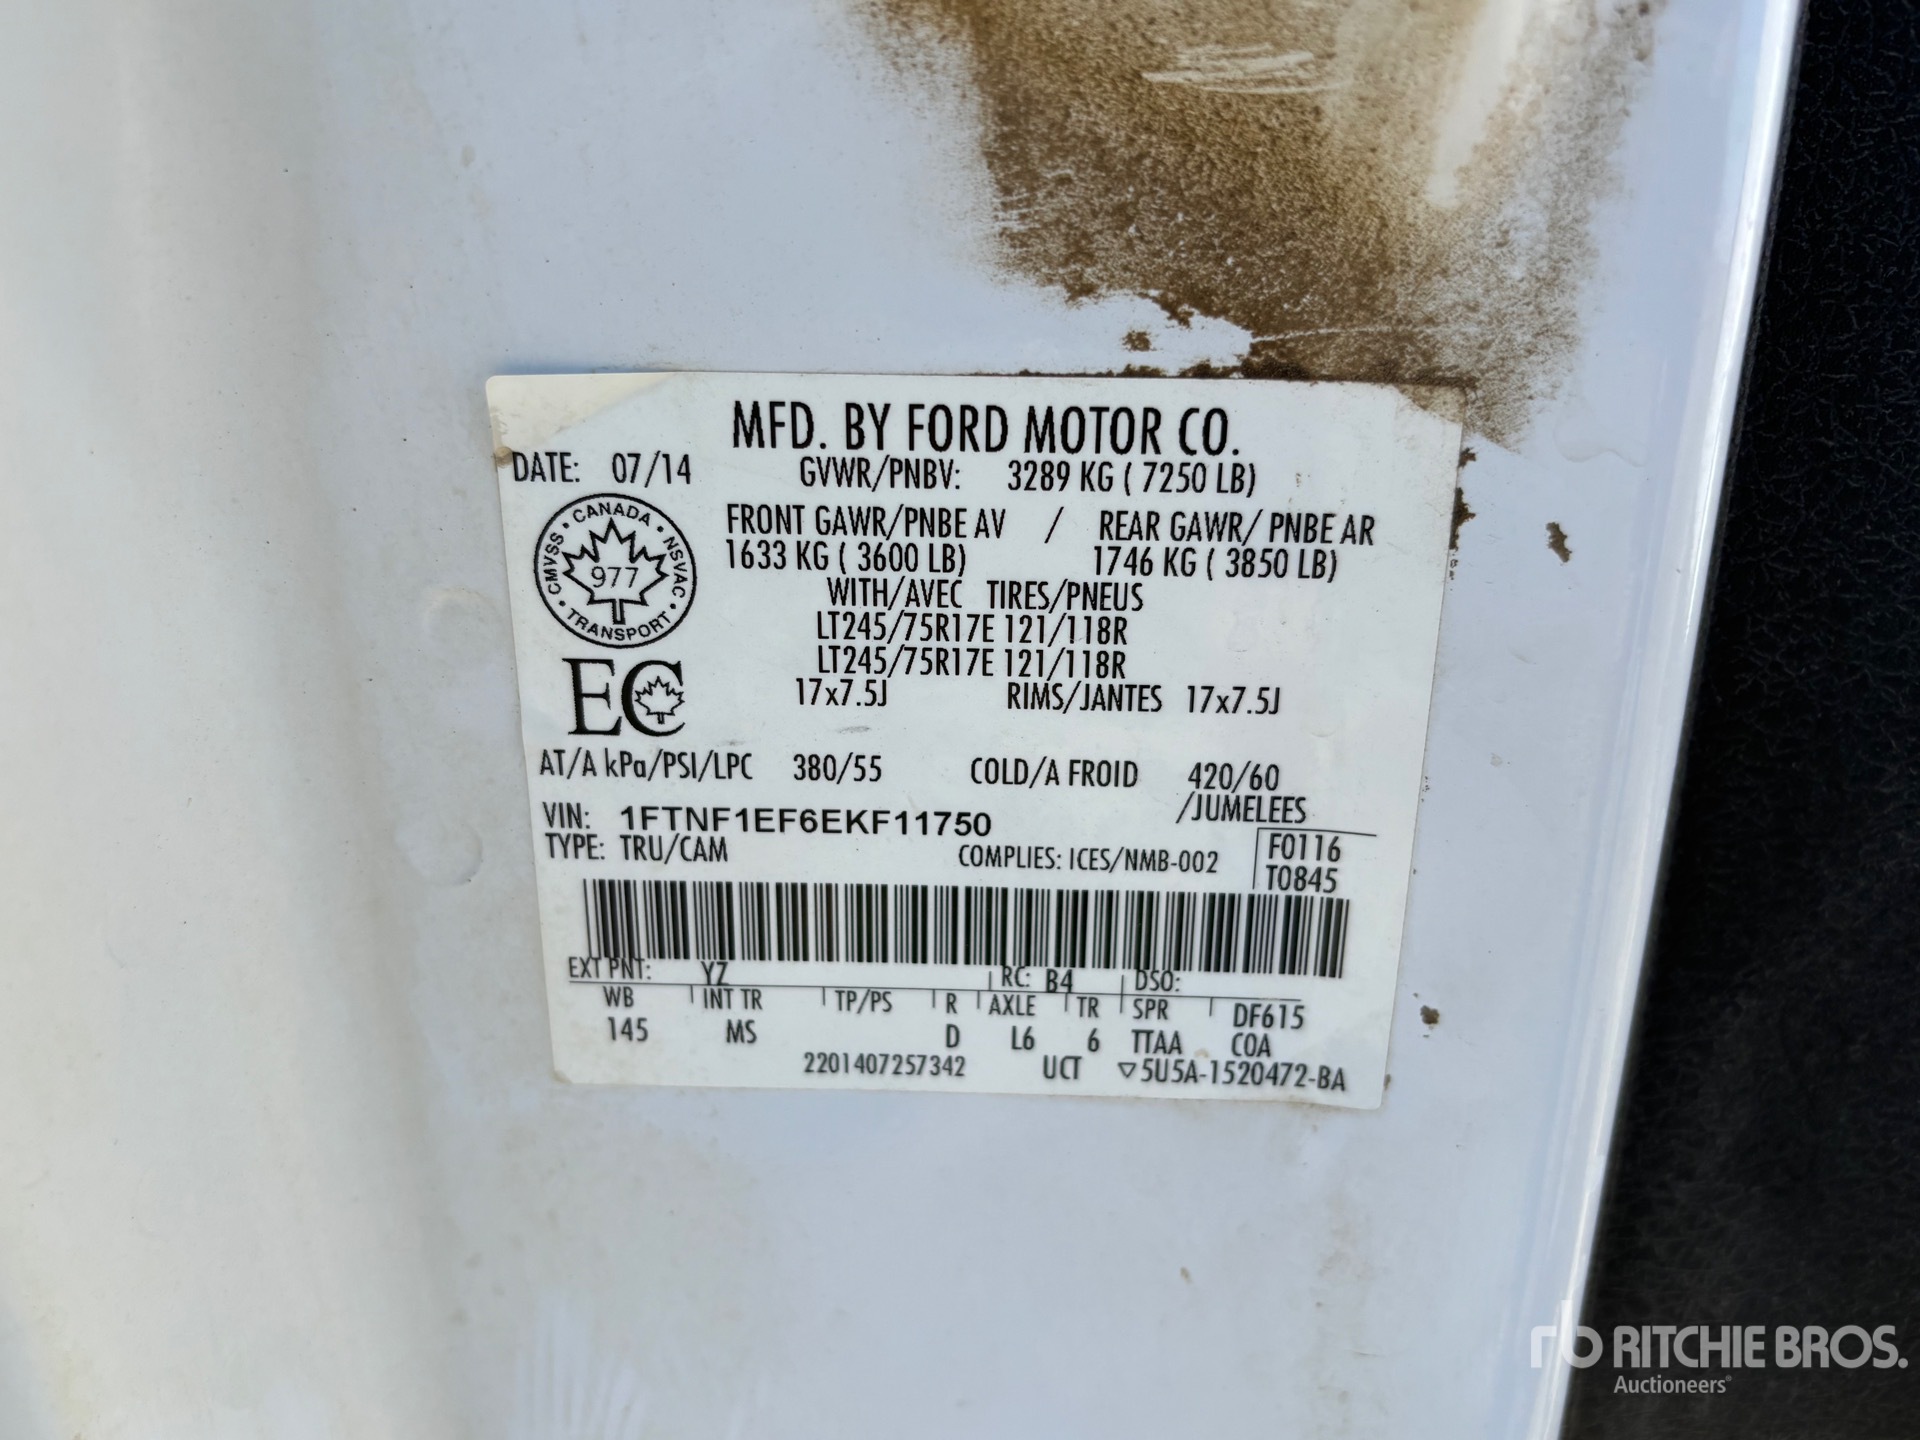 MFD. BY FORD MOTOR CO.
DATE: 07/14 GVWR/PNBV: 3289 KG ( 7250 LB)
FRONT GAWR/PNBE AV / REAR GAWR/ PNBE AR
1633 KG ( 3600 LB) 1746 KG ( 3850 LB)
WITH/AVEC TIRES/PNEUS
LT245/75R17E 121/118R
LT245/75R17E 121/118R
17x7.5J RIMS/JANTES 17x7.5J
CANADA
CMVSS • NSVAC
977
TRANSPORT
EC
AT/A kPa/PSI/LPC 380/55 COLD/A FROID 420/60
/JUMELEES
VIN: 1FTNF1EF6EKF11750
TYPE: TRU/CAM COMPLIES: ICES/NMB-002 F0116
T0845
EXT PNT: YZ RC: B4 DSO:
WB INT TR TP/PS R AXLE TR SPR DF615
145 MS D L6 6 TTAA COA
2201407257342 UCT ▽5U5A-1520472-BA
rb RITCHIE BROS.
Auctioneers®